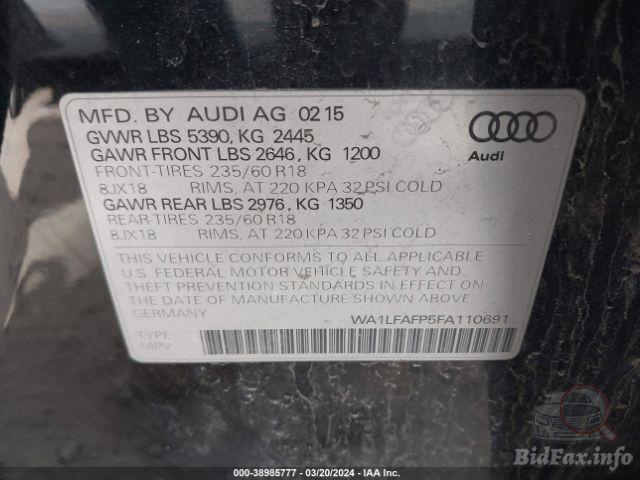 MFD. BY AUDI AG 02 15
GVWR LBS 5390, KG 2445
GAWR FRONT LBS 2646, KG 1200
FRONT-TIRES 235/60 R18
8JX18 RIMS, AT 220 KPA 32 PSI COLD
GAWR REAR LBS 2976, KG 1350
REAR-TIRES 235/60 R18
8JX18 RIMS, AT 220 KPA 32 PSI COLD
Audi
THIS VEHICLE CONFORMS TO ALL APPLICABLE
U.S. FEDERAL MOTOR VEHICLE SAFETY AND
THEFT PREVENTION STANDARDS IN EFFECT ON
THE DATE OF MANUFACTURE SHOWN ABOVE
GERMANY WA1LFAFP5FA110691
TYPE
MPV
BidFax.info
000-38985777 — 03/20/2024 — IAA Inc.